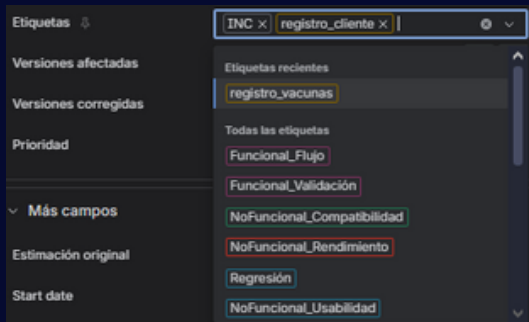 Etiquetas
INC × registro_cliente ×
Versiones afectadas
Versiones corregidas
Prioridad
Más campos
Estimación original
Start date
Etiquetas recientes
registro_vacunas
Todas las etiquetas
Funcional_Flujo
Funcional_Validación
NoFuncional_Compatibilidad
NoFuncional_Rendimiento
Regresión
NoFuncional_Usabilidad